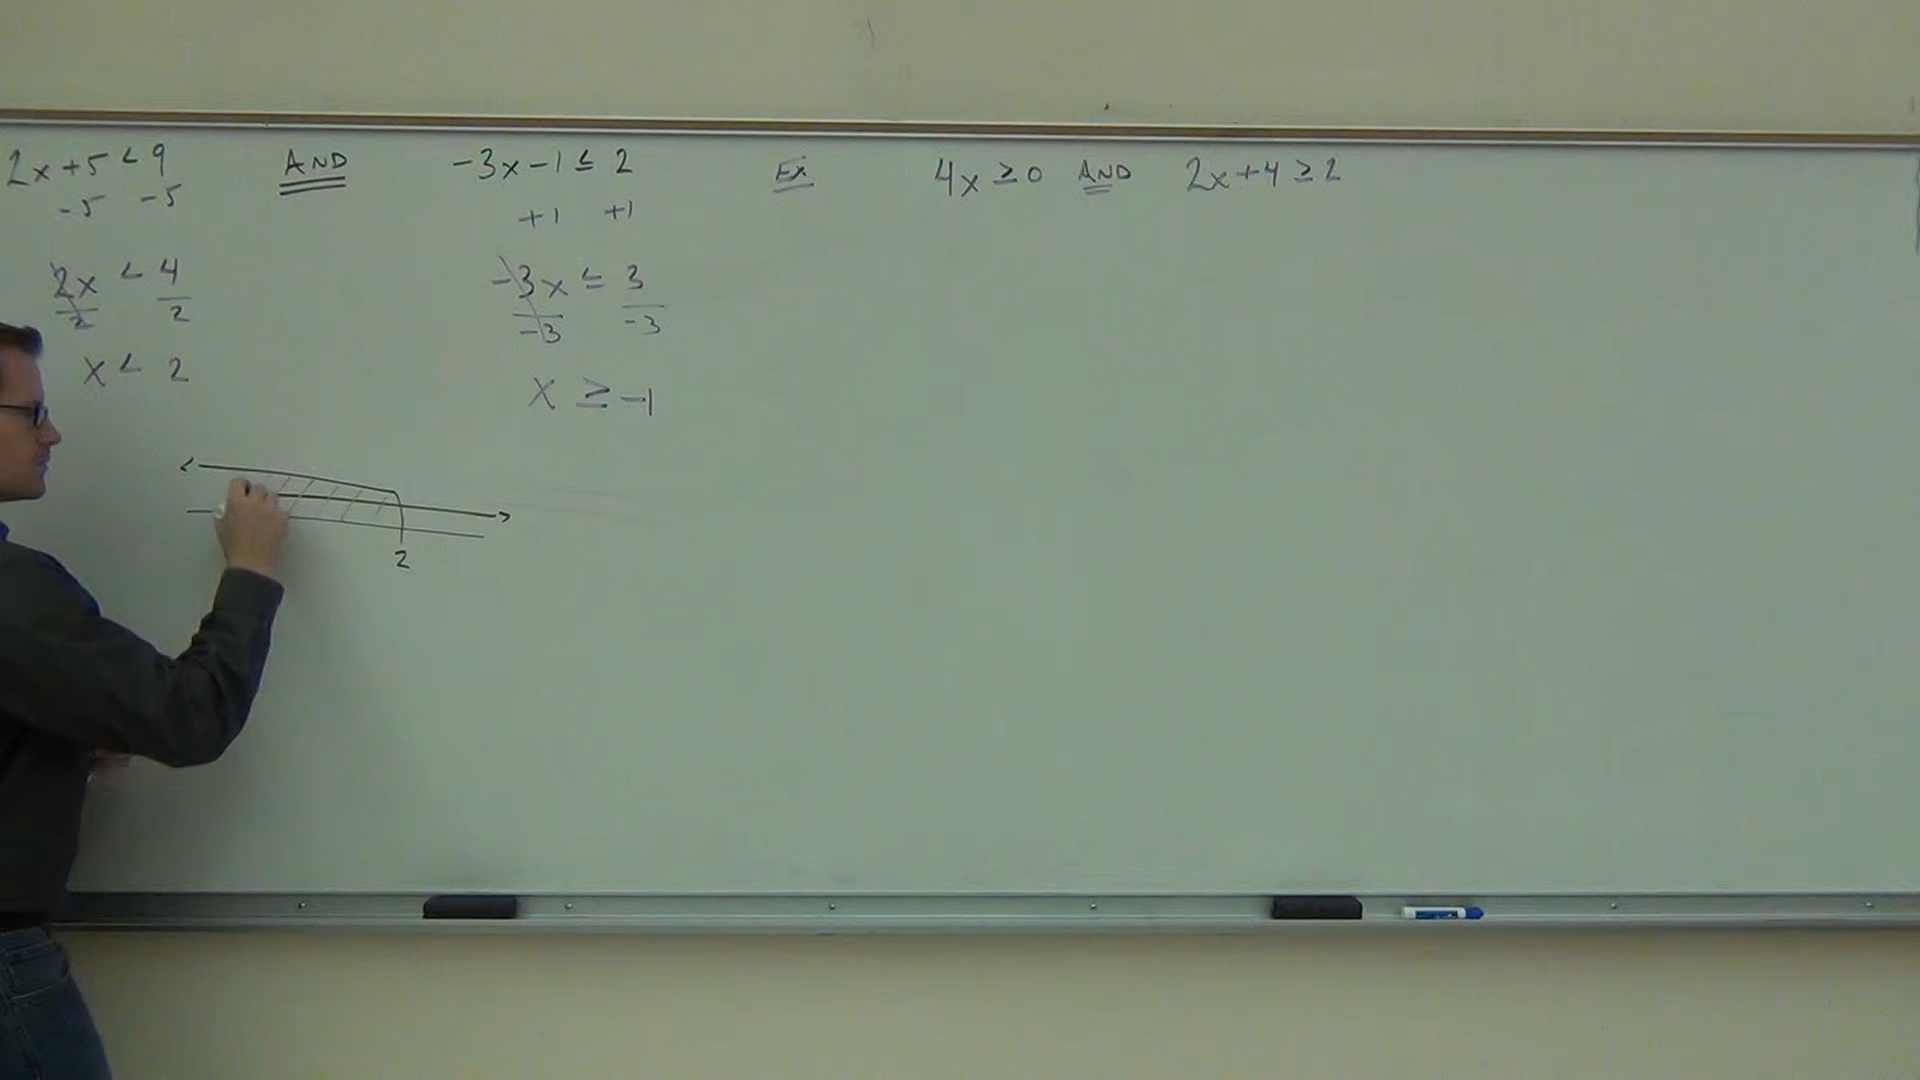 2x+5 < 9 AND -3x-1 ≤ 2
-5 -5 +1 +1
2x < 4 -3x ≤ 3
2 2 -3 -3
x < 2 x ≥ -1
2
Ex 4x ≥ 0 AND 2x+4 ≥ 2